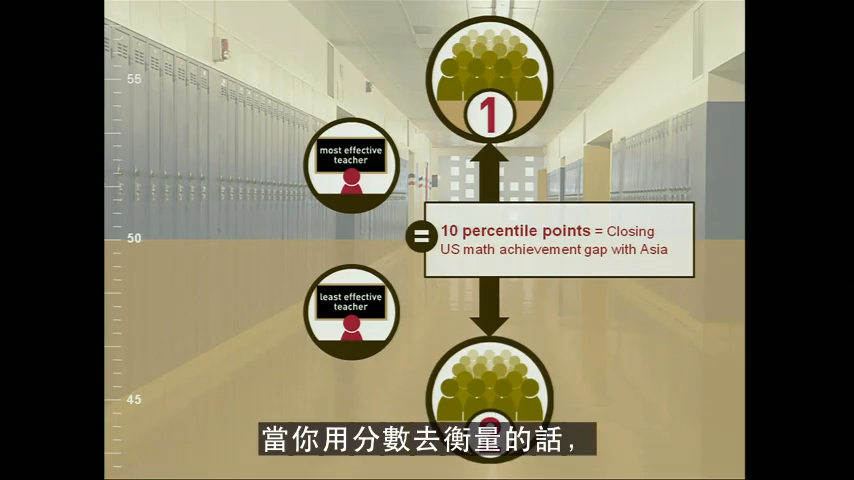 55
1
most effective
teacher
50
=
10 percentile points = Closing
US math achievement gap with Asia
least effective
teacher
45
當你用分數去衡量的話，